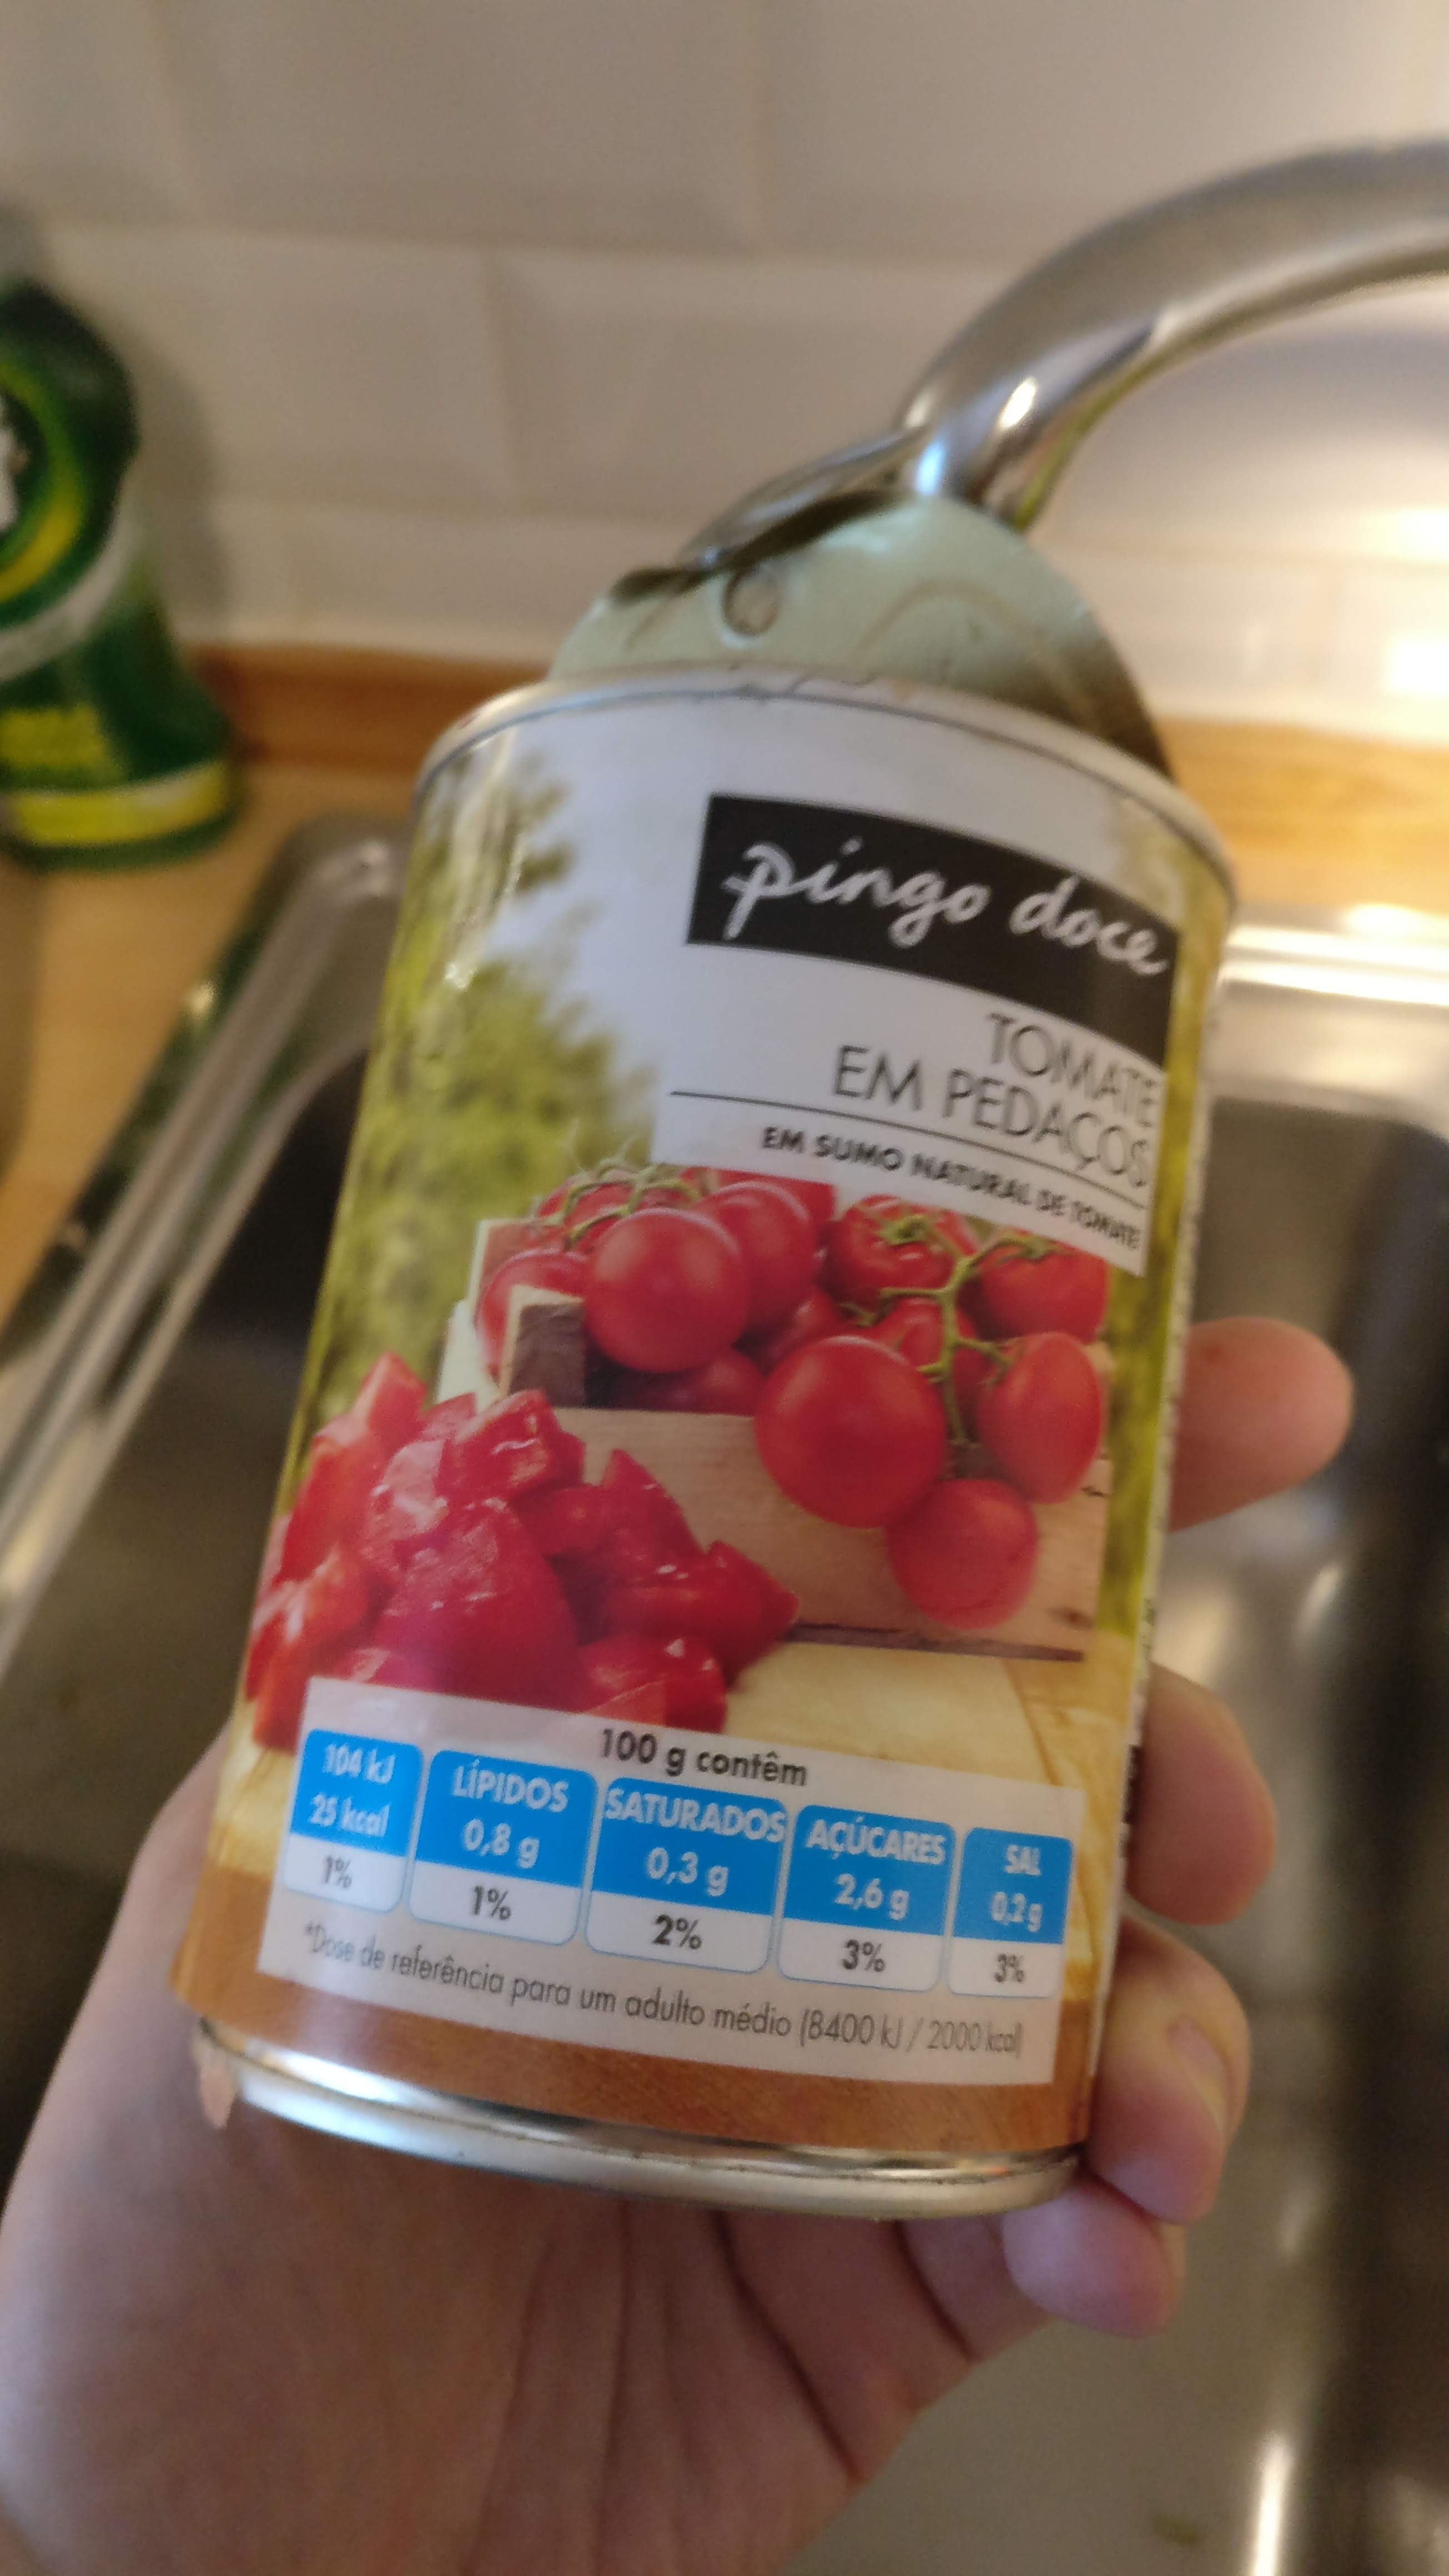 pingo doce
TOMATE
EM PEDAÇOS
EM SUMO NATURAL DE TOMATE
100 g contêm
104 kJ
25 kcal
1%
LÍPIDOS
0,8 g
1%
SATURADOS
0,3 g
2%
AÇÚCARES
2,6 g
3%
SAL
0,2 g
3%
*Dose de referência para um adulto médio (8400 kJ / 2000 kcal)